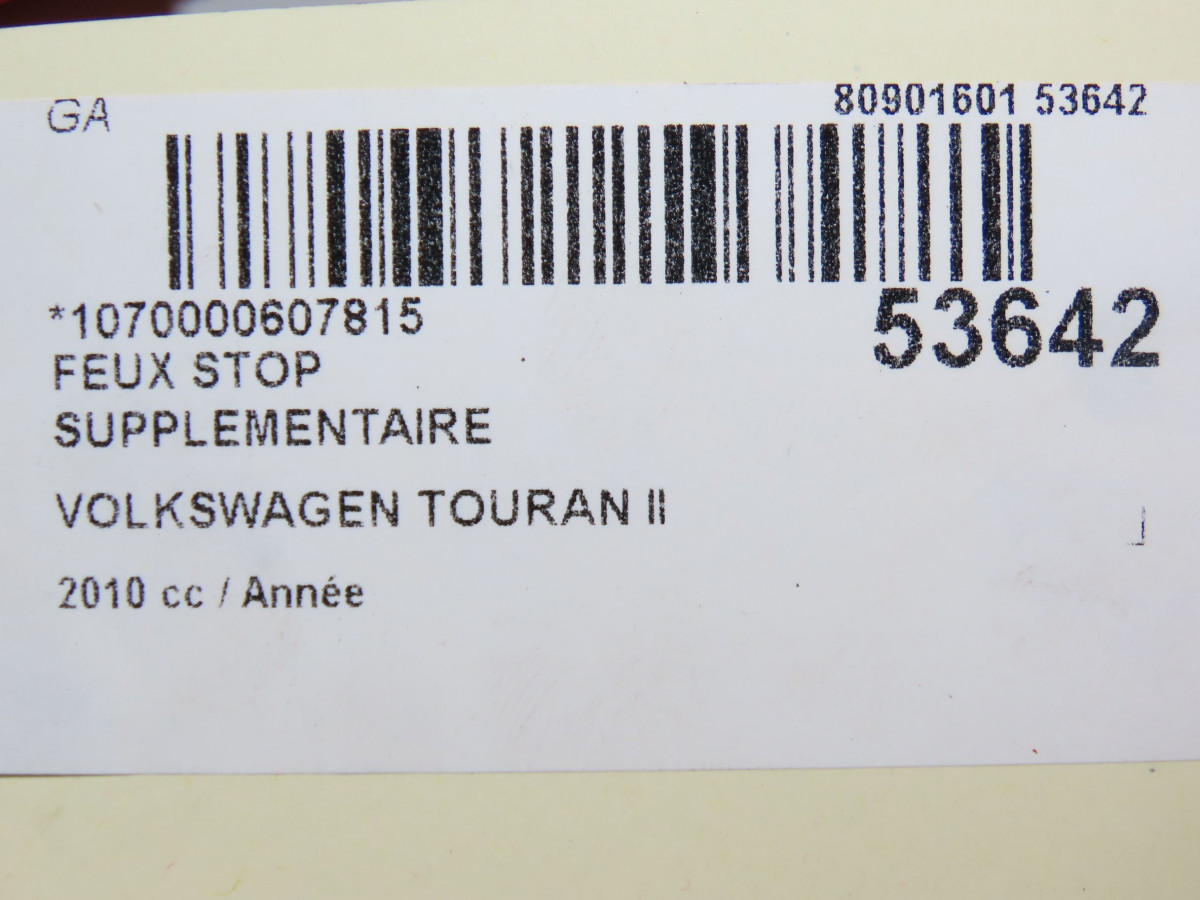 GA
80901601 53642
*1070000607815
53642
FEUX STOP
SUPPLEMENTAIRE
VOLKSWAGEN TOURAN II
2010 cc / Année